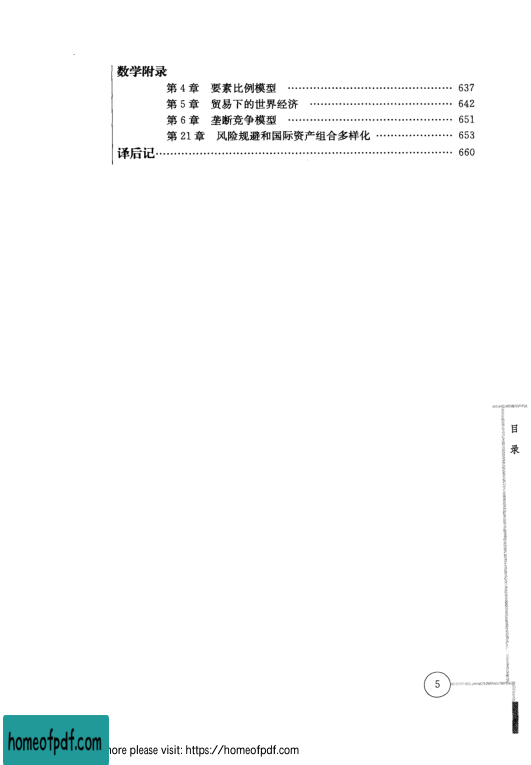 数学附录
第4章 要素比例模型 …………………………………… 637
第5章 贸易下的世界经济 ……………………………… 642
第6章 垄断竞争模型 …………………………………… 651
第21章 风险规避和国际资产组合多样化 ……………… 653
译后记………………………………………………………… 660
目
录
5
homeofpdf.com
more please visit: https://homeofpdf.com